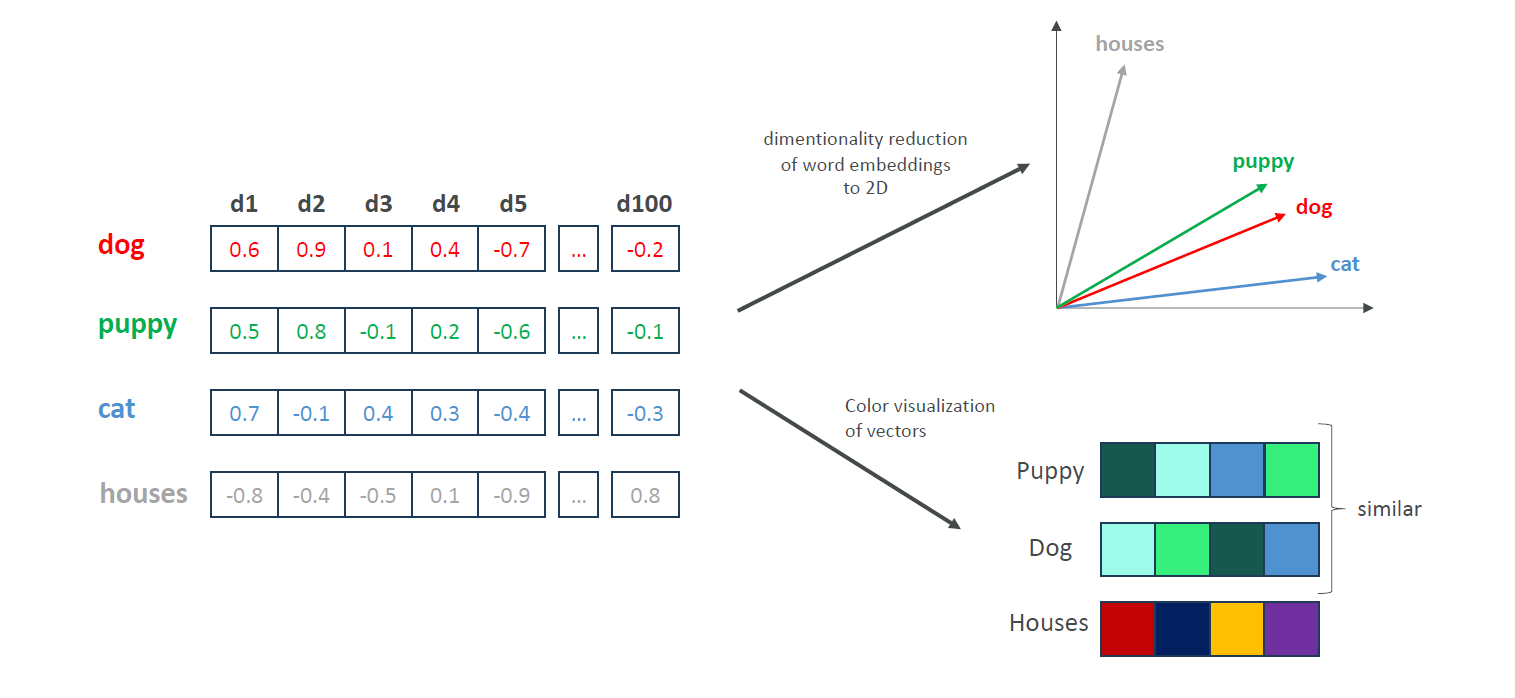 d1 d2 d3 d4 d5 d100
dog 0.6 0.9 0.1 0.4 -0.7 ... -0.2
puppy 0.5 0.8 -0.1 0.2 -0.6 ... -0.1
cat 0.7 -0.1 0.4 0.3 -0.4 ... -0.3
houses -0.8 -0.4 -0.5 0.1 -0.9 ... 0.8
dimentionality reduction
of word embeddings
to 2D
houses
puppy
dog
cat
Color visualization
of vectors
Puppy
Dog
Houses
similar